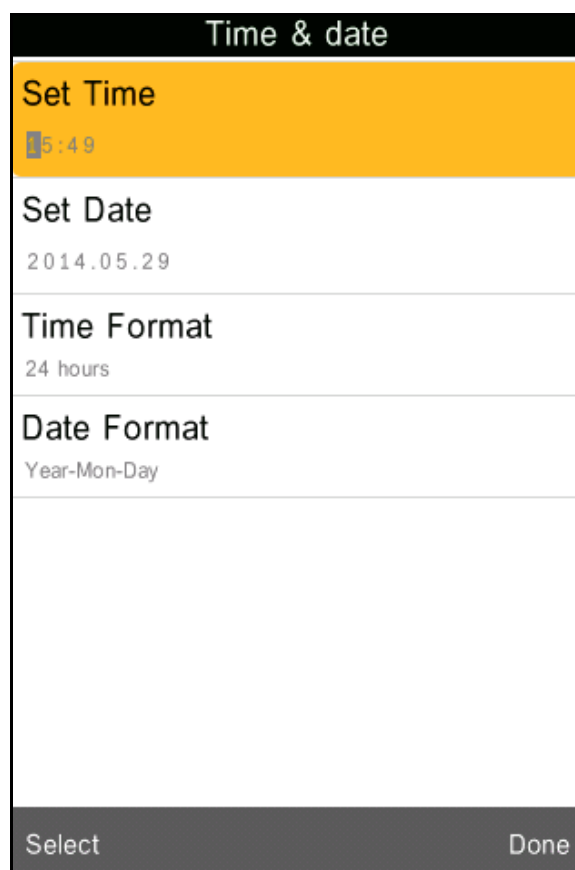 Time & date
Set Time
15:49
Set Date
2014.05.29
Time Format
24 hours
Date Format
Year-Mon-Day
Select Done